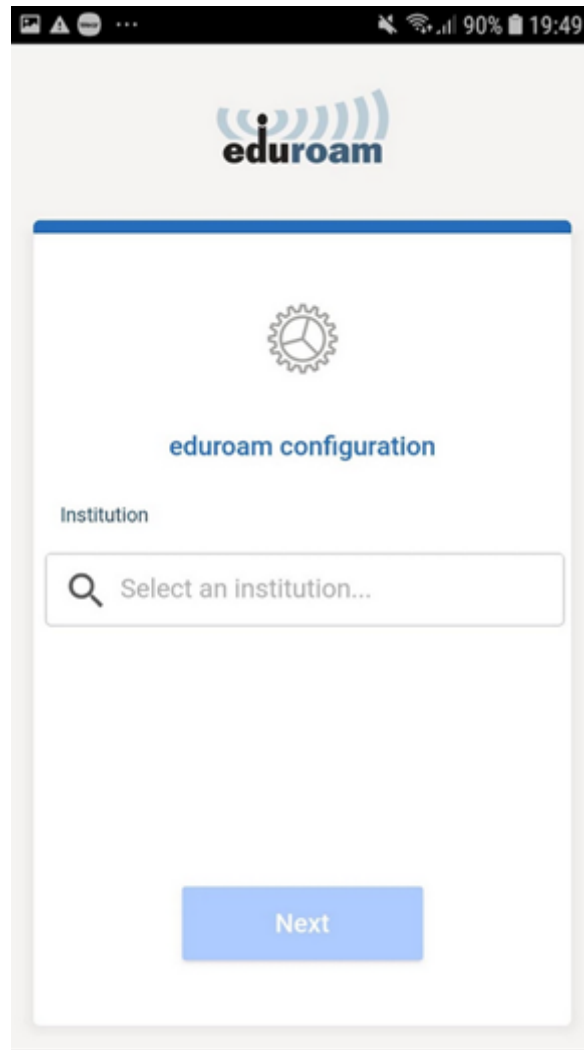 90% 19:49
eduroam
eduroam configuration
Institution
Select an institution...
Next